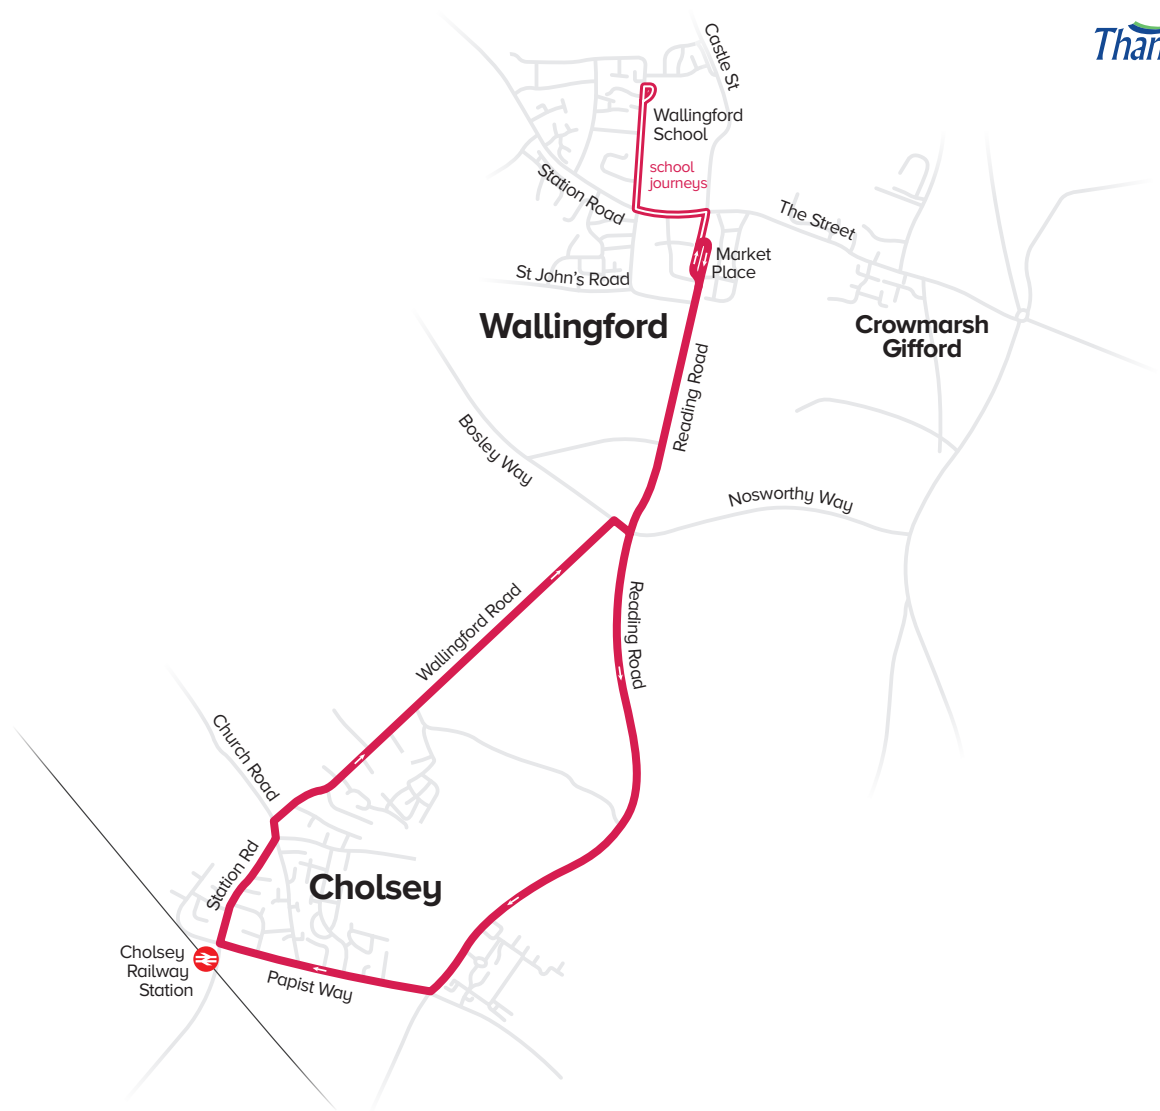 Castle St
Wallingford
School
school
journeys
Station Road
The Street
Market
Place
St John's Road
Wallingford
Crowmarsh
Gifford
Reading Road
Bosley Way
Nosworthy Way
Wallingford Road
Reading Road
Church Road
Station Rd
Cholsey
Cholsey
Railway
Station
Papist Way